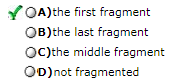 A)the first fragment
B)the last fragment
C)the middle fragment
D)not fragmented